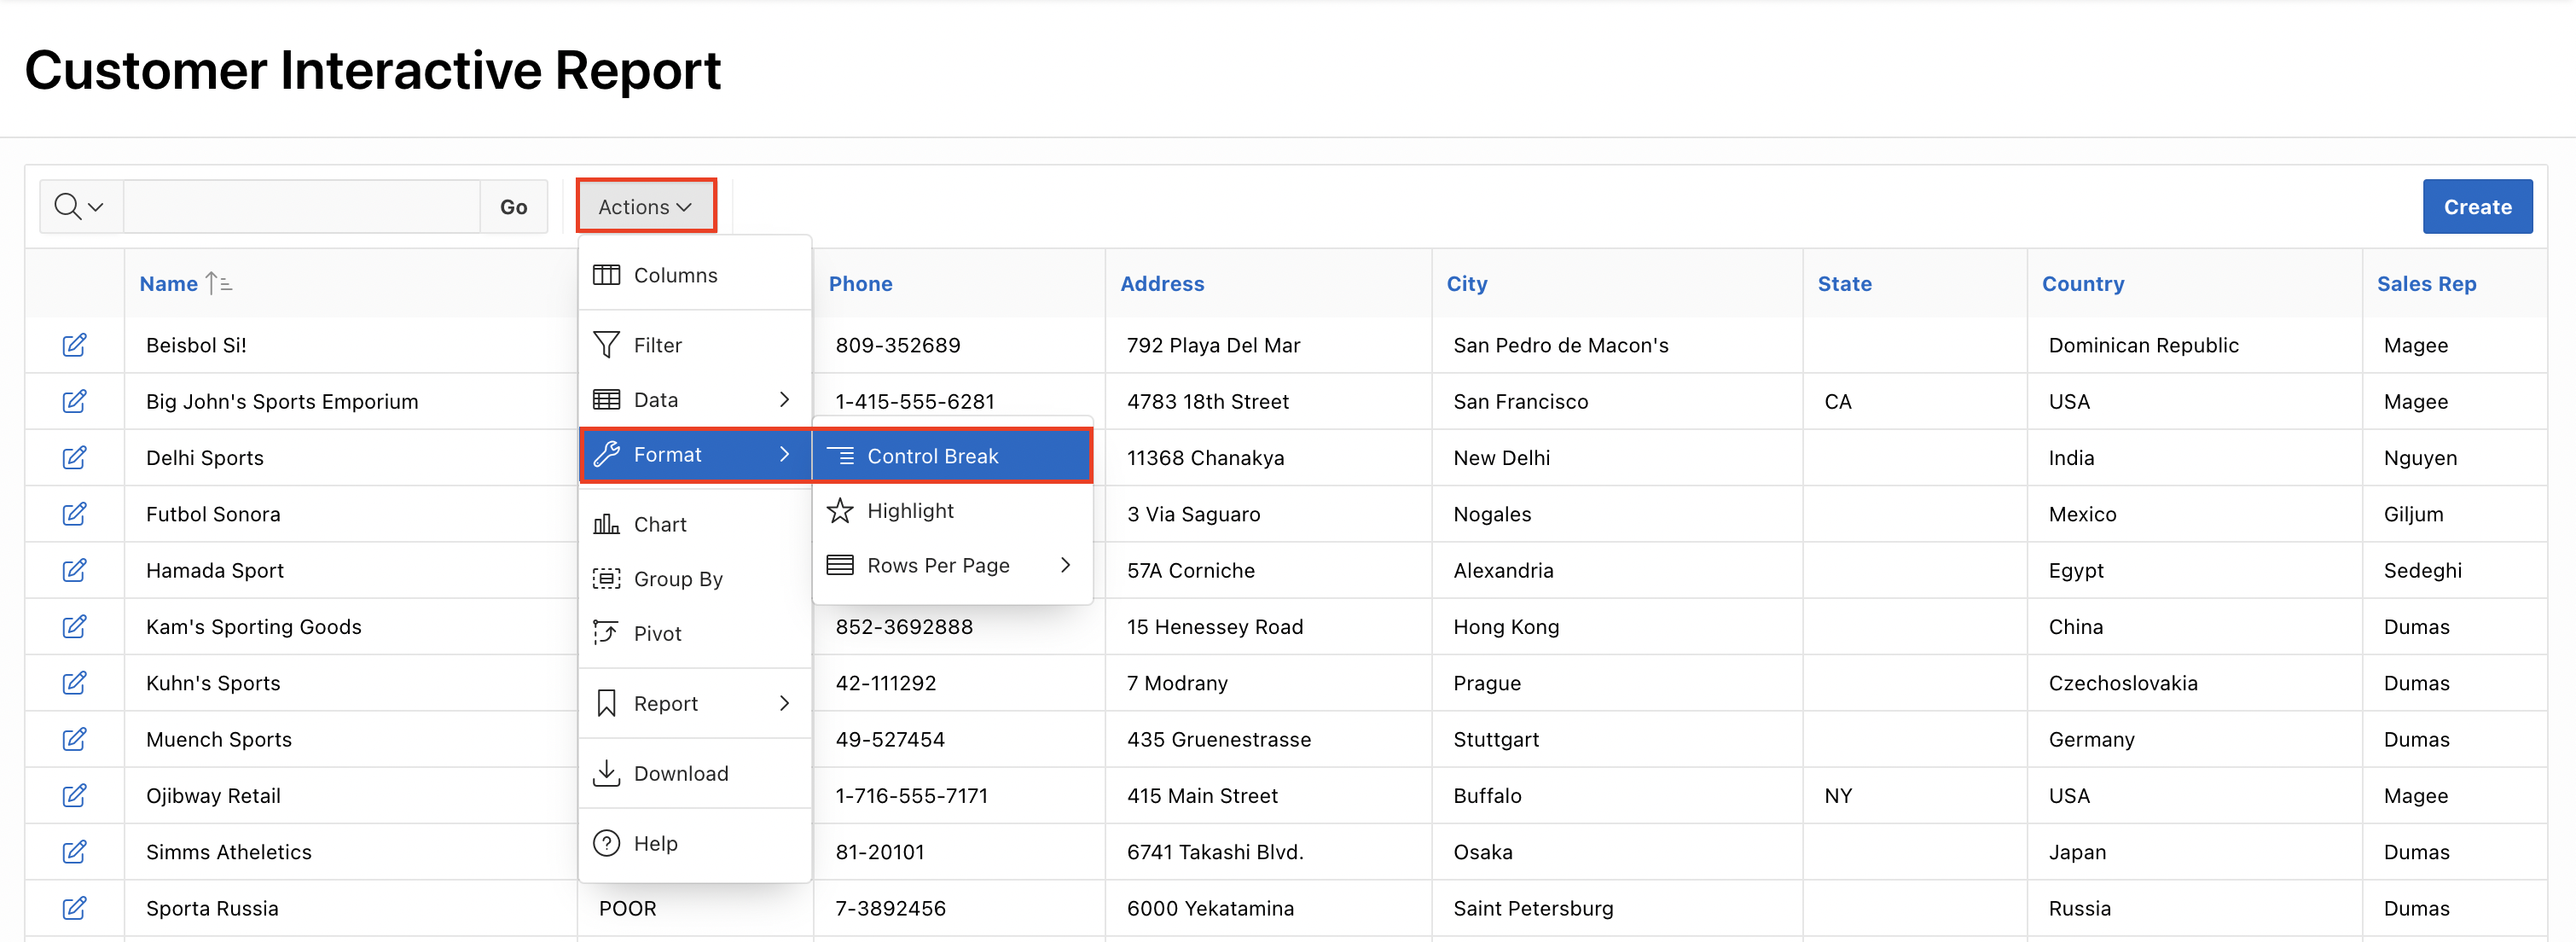 Customer Interactive Report
Go
Actions
Create
Name Phone Address City State Country Sales Rep
Columns
Filter
Data
Format
Chart
Group By
Pivot
Report
Download
Help
Control Break
Highlight
Rows Per Page
Beisbol Si! 809-352689 792 Playa Del Mar San Pedro de Macon's Dominican Republic Magee
Big John's Sports Emporium 1-415-555-6281 4783 18th Street San Francisco CA USA Magee
Delhi Sports 11368 Chanakya New Delhi India Nguyen
Futbol Sonora 3 Via Saguaro Nogales Mexico Giljum
Hamada Sport 57A Corniche Alexandria Egypt Sedeghi
Kam's Sporting Goods 852-3692888 15 Henessey Road Hong Kong China Dumas
Kuhn's Sports 42-111292 7 Modrany Prague Czechoslovakia Dumas
Muench Sports 49-527454 435 Gruenestrasse Stuttgart Germany Dumas
Ojibway Retail 1-716-555-7171 415 Main Street Buffalo NY USA Magee
Simms Atheletics 81-20101 6741 Takashi Blvd. Osaka Japan Dumas
Sporta Russia POOR 7-3892456 6000 Yekatamina Saint Petersburg Russia Dumas